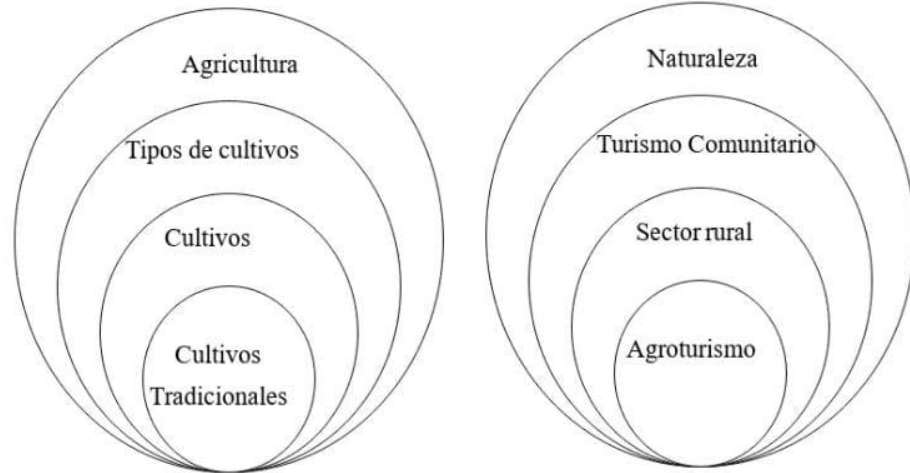 Agricultura
Tipos de cultivos
Cultivos
Cultivos
Tradicionales
Naturaleza
Turismo Comunitario
Sector rural
Agroturismo